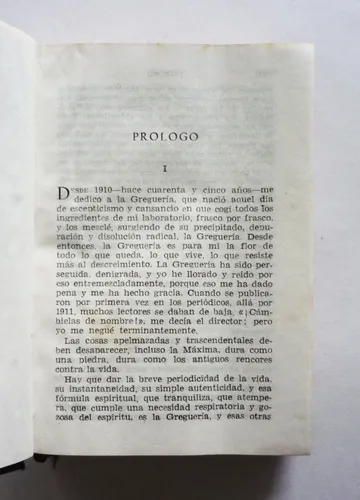 PROLOGO
I
DESDE 1910—hace cuarenta y cinco años—me
dedico a la Greguería, que nació aquel día
de escepticismo y cansancio en que cogí todos los
ingredientes de mi laboratorio, frasco por frasco,
y los mezclé, surgiendo de su precipitado, depu-
ración y disolución radical, la Greguería. Desde
entonces, la Greguería es para mí la flor de
todo lo que queda, lo que vive, lo que resiste
más al descreimiento. La Greguería ha sido per-
seguida, denigrada, y yo he llorado y reído por
eso entremezcladamente, porque eso me ha dado
pena y me ha hecho gracia. Cuando se publica-
ron por primera vez en los periódicos, allá por
1911, muchos lectores se daban de baja, «¡Cám-
bielas de nombre!», me decía el director; pero
yo me negué terminantemente.
Las cosas apelmazadas y trascendentales de-
ben desaparecer, incluso la Máxima, dura como
una piedra, dura como los antiguos rencores
contra la vida.
Hay que dar la breve periodicidad de la vida,
su instantaneidad, su simple autenticidad, y esa
fórmula espiritual, que tranquiliza, que atempe-
ra, que cumple una necesidad respiratoria y go-
zosa del espíritu, es la Greguería, y esas otras